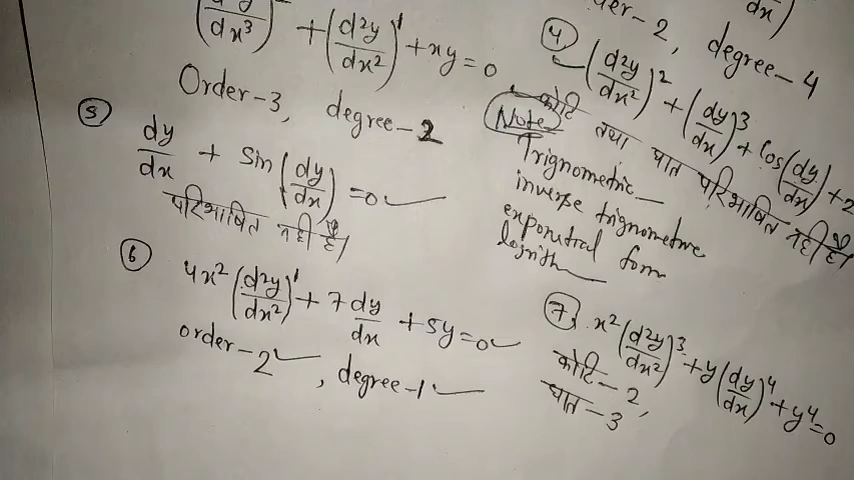 (d³y/dx³)² + (d²y/dx²)¹ + xy = 0
Order-3, degree-2
5
dy/dx + Sin(dy/dx) = 0
परिभाषित नही है।
6
4x²(d²y/dx²)¹ + 7 dy/dx + 5y = 0
order-2, degree-1
der-2, degree-4
dx)
4
(d²y/dx²)² + (dy/dx)³ + Cos(dy/dx) + 2
कोटि तथा घात परिभाषित नही है।
Note
Trignometric
inverse trignometric
exponutral form
logrith
7. x²(d²y/dx²)³ + y(dy/dx)⁴ + y⁴ = 0
कोटि-2,
घात-3